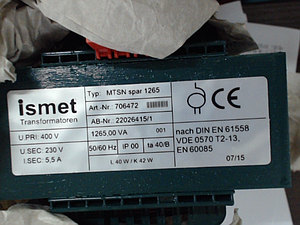 ismet
Transformatoren
Typ. MTSN spar 1265
Art-Nr. 706472
AB-Nr. 22026415/1
U.PRI: 400 V
1265,00 VA 001
U.SEC: 230 V
I.SEC: 5,5 A
50/60 Hz IP 00 ta 40/B
L 40 W / K 42 W
CE
nach DIN EN 61558
VDE 0570 T2-13,
EN 60085
07/15